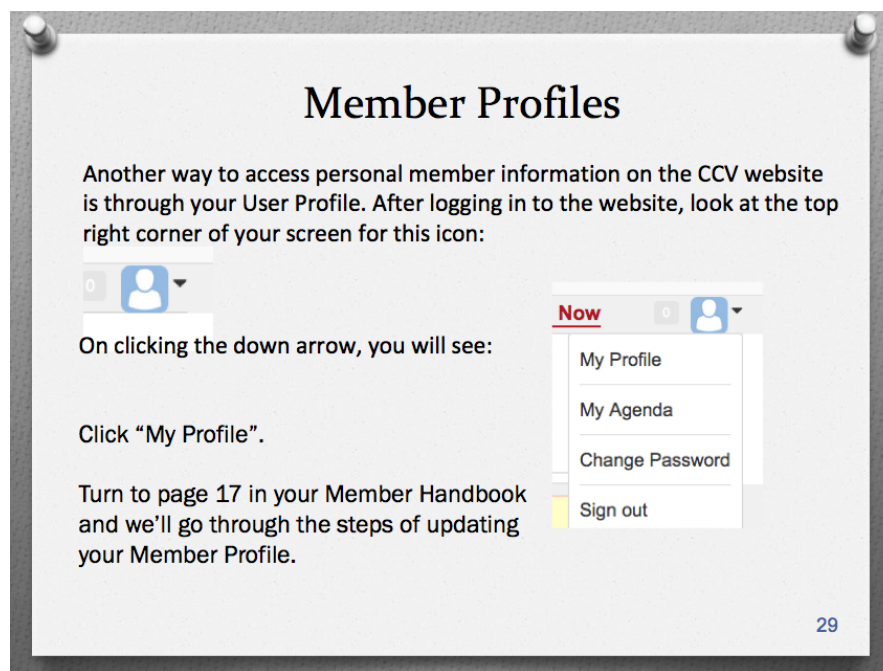 Member Profiles
Another way to access personal member information on the CCV website
is through your User Profile. After logging in to the website, look at the top
right corner of your screen for this icon:
0
On clicking the down arrow, you will see:
Click “My Profile”.
Turn to page 17 in your Member Handbook
and we’ll go through the steps of updating
your Member Profile.
Now 0
My Profile
My Agenda
Change Password
Sign out
29